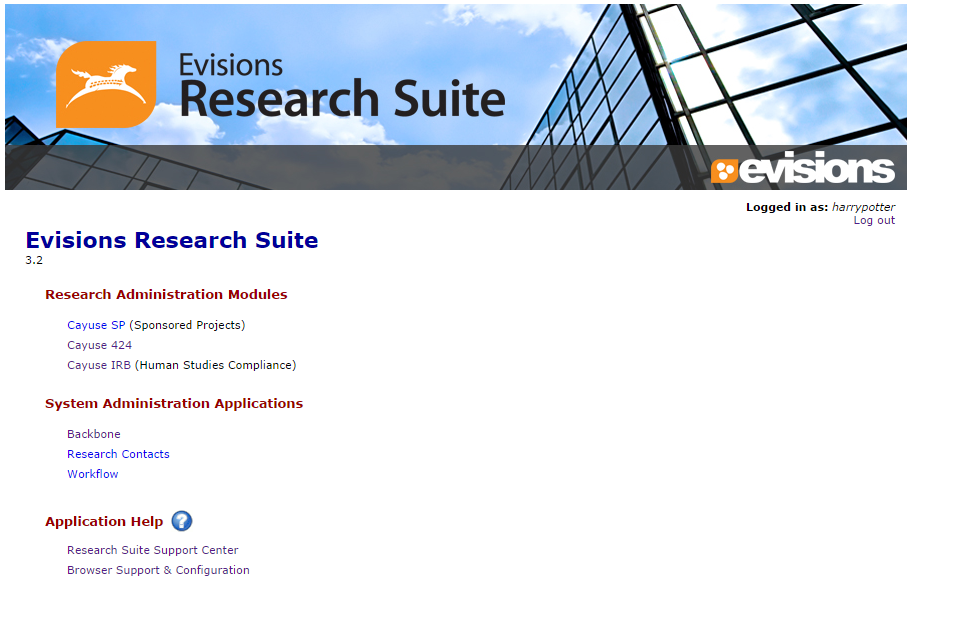 Evisions
Research Suite
evisions
Logged in as: harrypotter
Log out
Evisions Research Suite
3.2
Research Administration Modules
Cayuse SP (Sponsored Projects)
Cayuse 424
Cayuse IRB (Human Studies Compliance)
System Administration Applications
Backbone
Research Contacts
Workflow
Application Help ?
Research Suite Support Center
Browser Support & Configuration